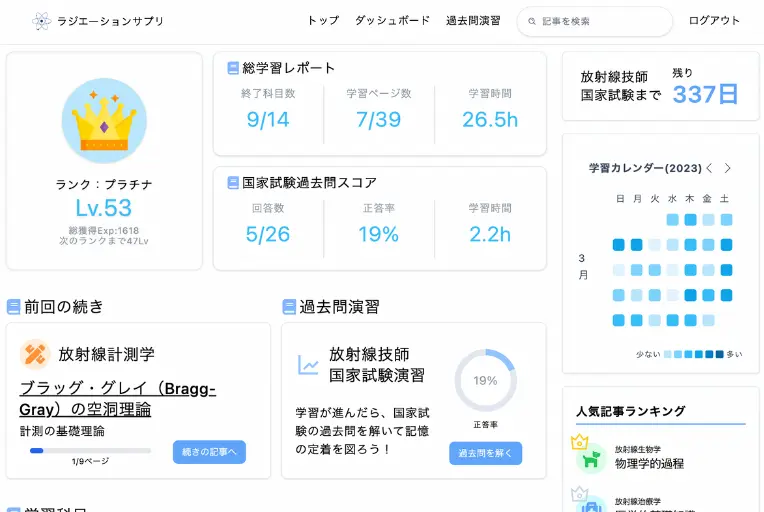 ラジエーションサプリ
トップ ダッシュボード 過去問演習 記事を検索 ログアウト
ランク：プラチナ
Lv.53
総獲得Exp:1618
次のランクまで47Lv
総学習レポート
終了科目数 学習ページ数 学習時間
9/14 7/39 26.5h
国家試験過去問スコア
回答数 正答率 学習時間
5/26 19% 2.2h
放射線技師
国家試験まで
残り
337日
学習カレンダー(2023)
日 月 火 水 木 金 土
3
月
少ない 多い
前回の続き
放射線計測学
ブラッグ・グレイ（Bragg-
Gray）の空洞理論
計測の基礎理論
1/9ページ
続きの記事へ
過去問演習
放射線技師
国家試験演習
19%
正答率
学習が進んだら、国家試
験の過去問を解いて記憶
の定着を図ろう！
過去問を解く
人気記事ランキング
放射線生物学
物理学的過程
放射線治療学